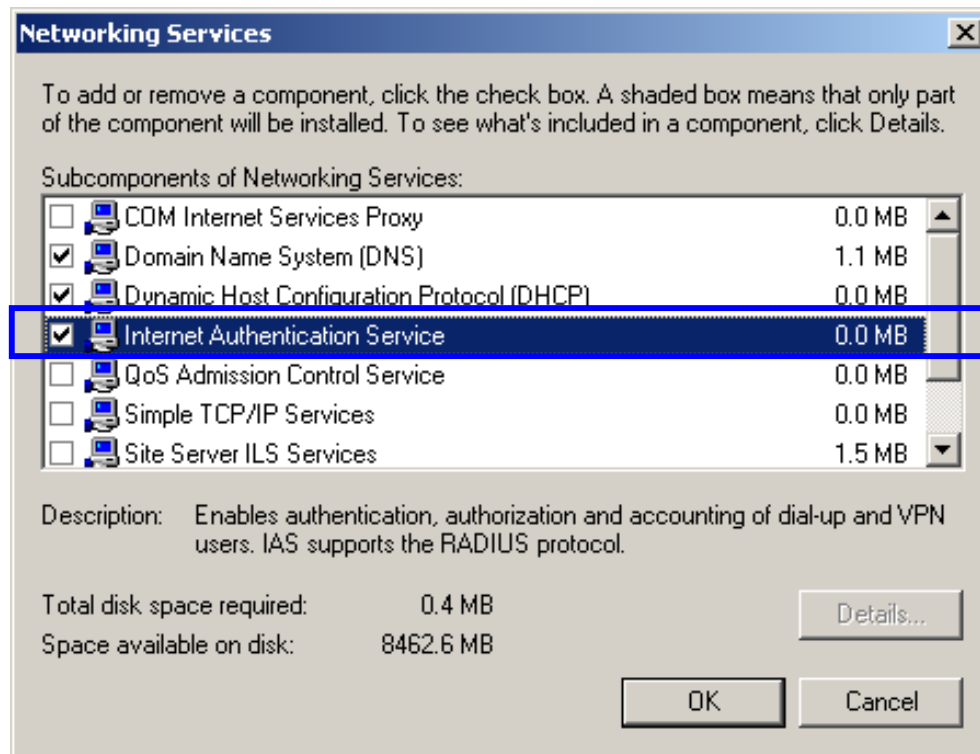 Networking Services
To add or remove a component, click the check box. A shaded box means that only part
of the component will be installed. To see what's included in a component, click Details.
Subcomponents of Networking Services:
COM Internet Services Proxy 0.0 MB
Domain Name System (DNS) 1.1 MB
Dynamic Host Configuration Protocol (DHCP) 0.0 MB
Internet Authentication Service 0.0 MB
QoS Admission Control Service 0.0 MB
Simple TCP/IP Services 0.0 MB
Site Server ILS Services 1.5 MB
Description: Enables authentication, authorization and accounting of dial-up and VPN
users. IAS supports the RADIUS protocol.
Total disk space required: 0.4 MB
Details...
Space available on disk: 8462.6 MB
OK Cancel